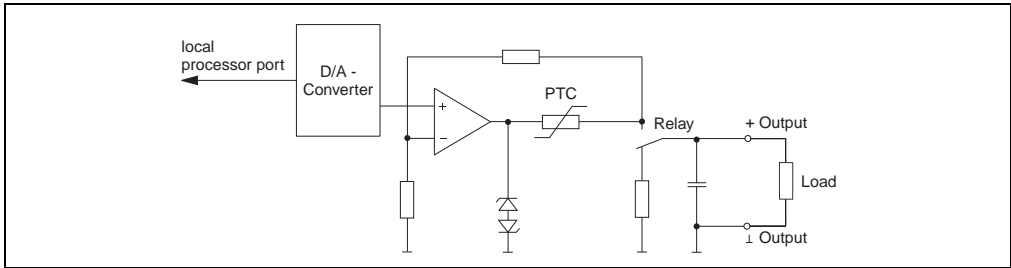 local
processor port
D/A -
Converter
+
−
PTC
Relay
+ Output
Load
⊥ Output